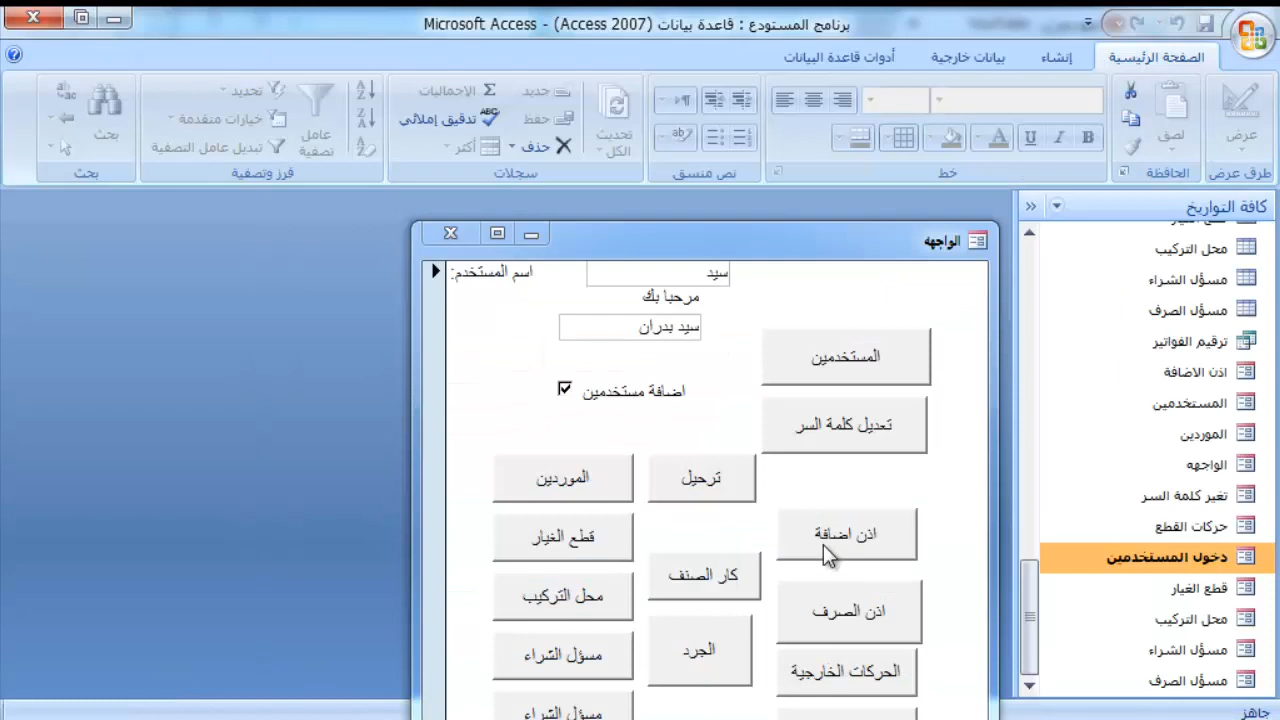 برنامج المستودع : قاعدة بيانات (Access 2007) - Microsoft Access
الصفحة الرئيسية
إنشاء
بيانات خارجية
أدوات قاعدة البيانات
عرض
طرق عرض
لصق
الحافظة
B I U A
خط
نص منسق
تحديث
الكل
جديد
حفظ
حذف
الإجماليات
تدقيق إملائي
أكثر
سجلات
عامل
تصفية
تحديد
خيارات متقدمة
تبديل عامل التصفية
فرز وتصفية
بحث
بحث
كافة التواريخ
محل التركيب
مسؤل الشراء
مسؤل الصرف
ترقيم الفواتير
اذن الاضافة
المستخدمين
الموردين
الواجهه
تغير كلمة السر
حركات القطع
دخول المستخدمين
قطع الغيار
محل التركيب
مسؤل الشراء
مسؤل الصرف
الواجهه
اسم المستخدم:
سيد
مرحبا بك
سيد بدران
المستخدمين
اضافة مستخدمين
تعديل كلمة السر
ترحيل
الموردين
اذن اضافة
قطع الغيار
كار الصنف
محل التركيب
اذن الصرف
الجرد
مسؤل الشراء
الحركات الخارجية
مسؤل الشراء
جاهز